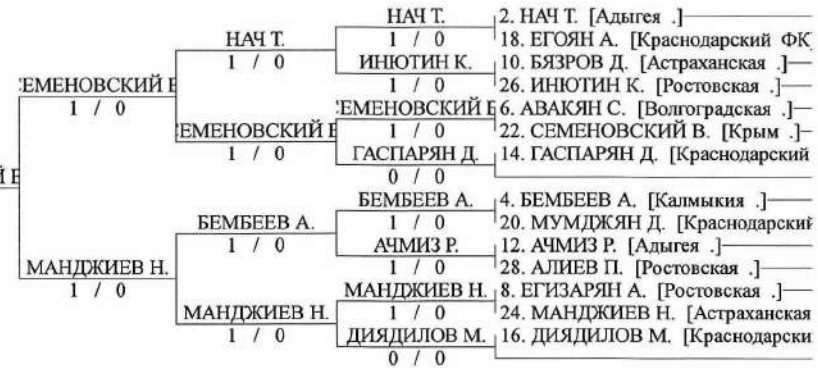 НАЧ Т. 2. НАЧ Т. [Адыгея .]
НАЧ Т. 1 / 0 18. ЕГОЯН А. [Краснодарский ФК]
1 / 0 ИНЮТИН К. 10. БЯЗРОВ Д. [Астраханская .]
ЕМЕНОВСКИЙ 1 / 0 26. ИНЮТИН К. [Ростовская .]
1 / 0 ЕМЕНОВСКИЙ 6. АВАКЯН С. [Волгоградская .]
ЕМЕНОВСКИЙ 1 / 0 22. СЕМЕНОВСКИЙ В. [Крым .]
1 / 0 ГАСПАРЯН Д. 14. ГАСПАРЯН Д. [Краснодарский
0 / 0
БЕМБЕЕВ А. 4. БЕМБЕЕВ А. [Калмыкия .]
БЕМБЕЕВ А. 1 / 0 20. МУМДЖЯН Д. [Краснодарский
1 / 0 АЧМИЗ Р. 12. АЧМИЗ Р. [Адыгея .]
МАНДЖИЕВ Н. 1 / 0 28. АЛИЕВ П. [Ростовская .]
1 / 0 МАНДЖИЕВ Н. 8. ЕГИЗАРЯН А. [Ростовская .]
МАНДЖИЕВ Н. 1 / 0 24. МАНДЖИЕВ Н. [Астраханская
1 / 0 ДИЯДИЛОВ М. 16. ДИЯДИЛОВ М. [Краснодарски
0 / 0